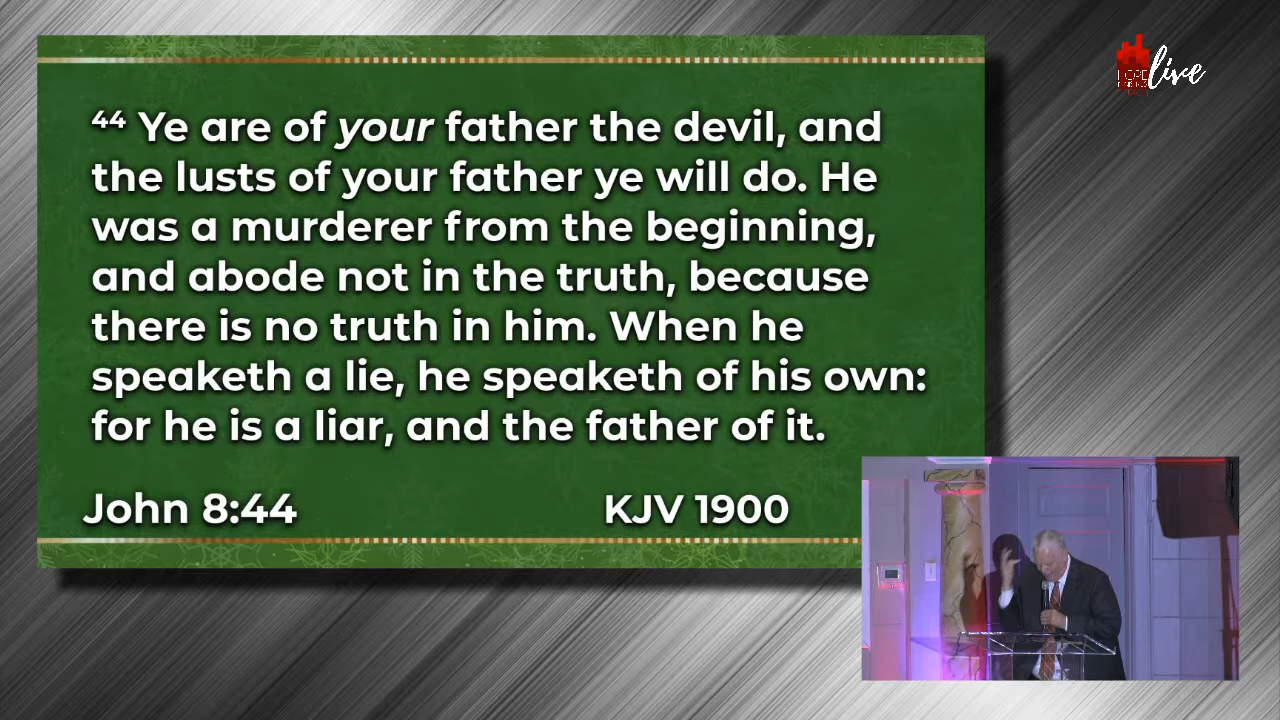 ⁴⁴ Ye are of your father the devil, and
the lusts of your father ye will do. He
was a murderer from the beginning,
and abode not in the truth, because
there is no truth in him. When he
speaketh a lie, he speaketh of his own:
for he is a liar, and the father of it.
John 8:44 KJV 1900
live